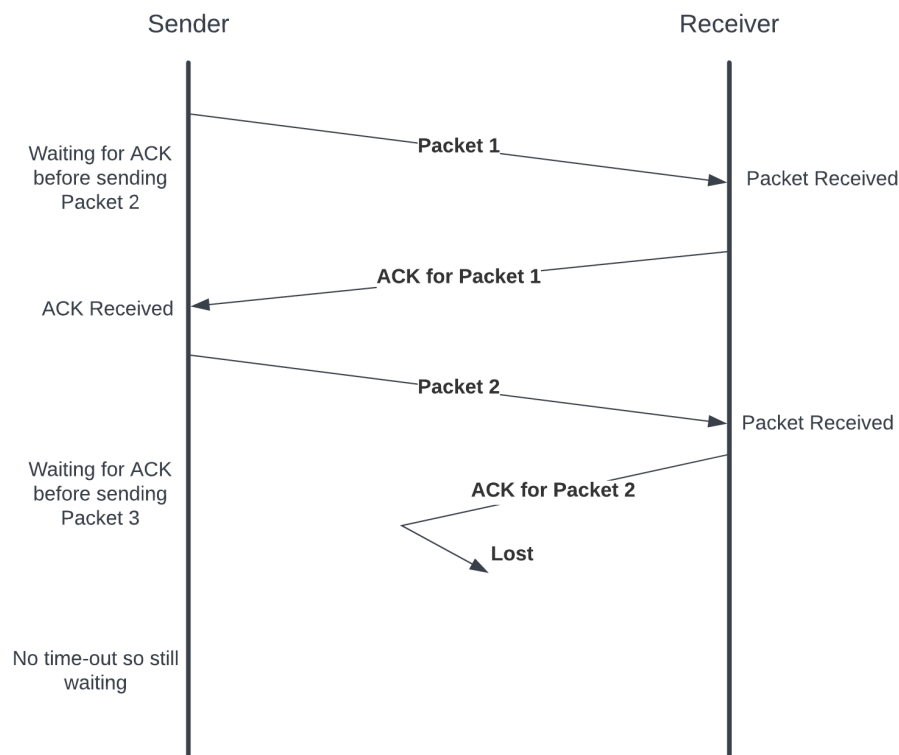 Sender
Receiver
Packet 1
Waiting for ACK
before sending
Packet 2
Packet Received
ACK for Packet 1
ACK Received
Packet 2
Packet Received
Waiting for ACK
before sending
Packet 3
ACK for Packet 2
Lost
No time-out so still
waiting